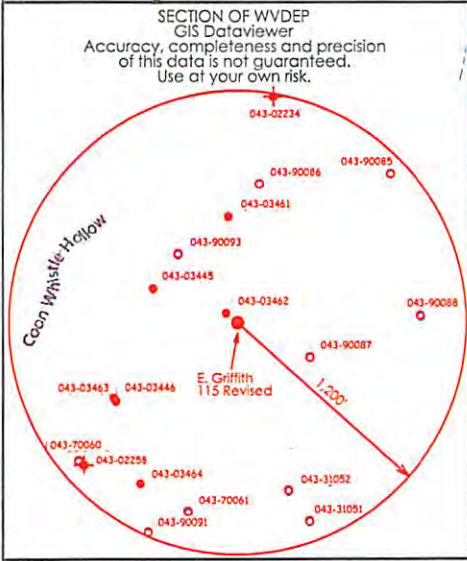 SECTION OF WVDEP
GIS Dataviewer
Accuracy, completeness and precision
of this data is not guaranteed.
Use at your own risk.
043-02234
043-90086
043-90085
043-03461
Coon Whistle Hollow
043-90093
043-03445
043-03462
043-90088
043-90087
E. Griffith
115 Revised
1,200'
043-03463
043-03446
043-70060
043-02258
043-03464
043-31052
043-70061
043-31051
043-90091